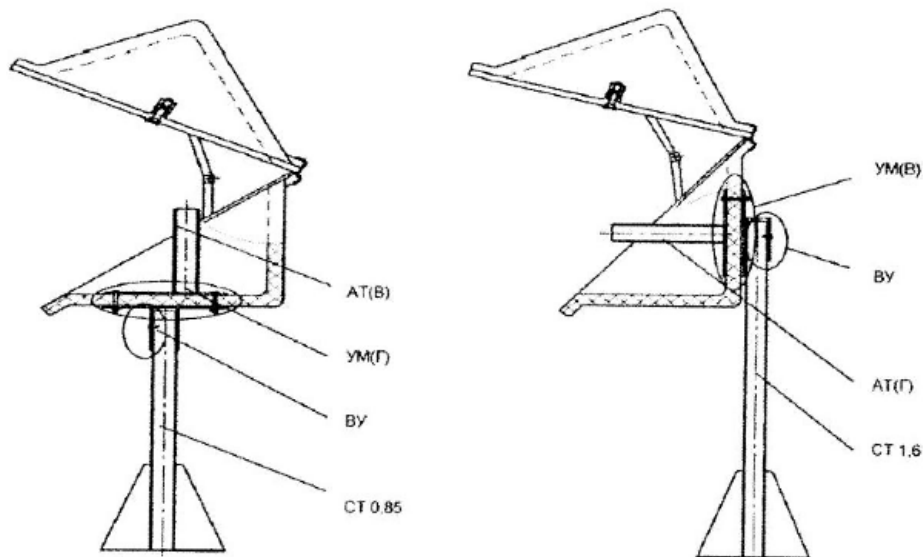 АТ(В)
УМ(Г)
ВУ
СТ 0,85
УМ(В)
ВУ
АТ(Г)
СТ 1,6